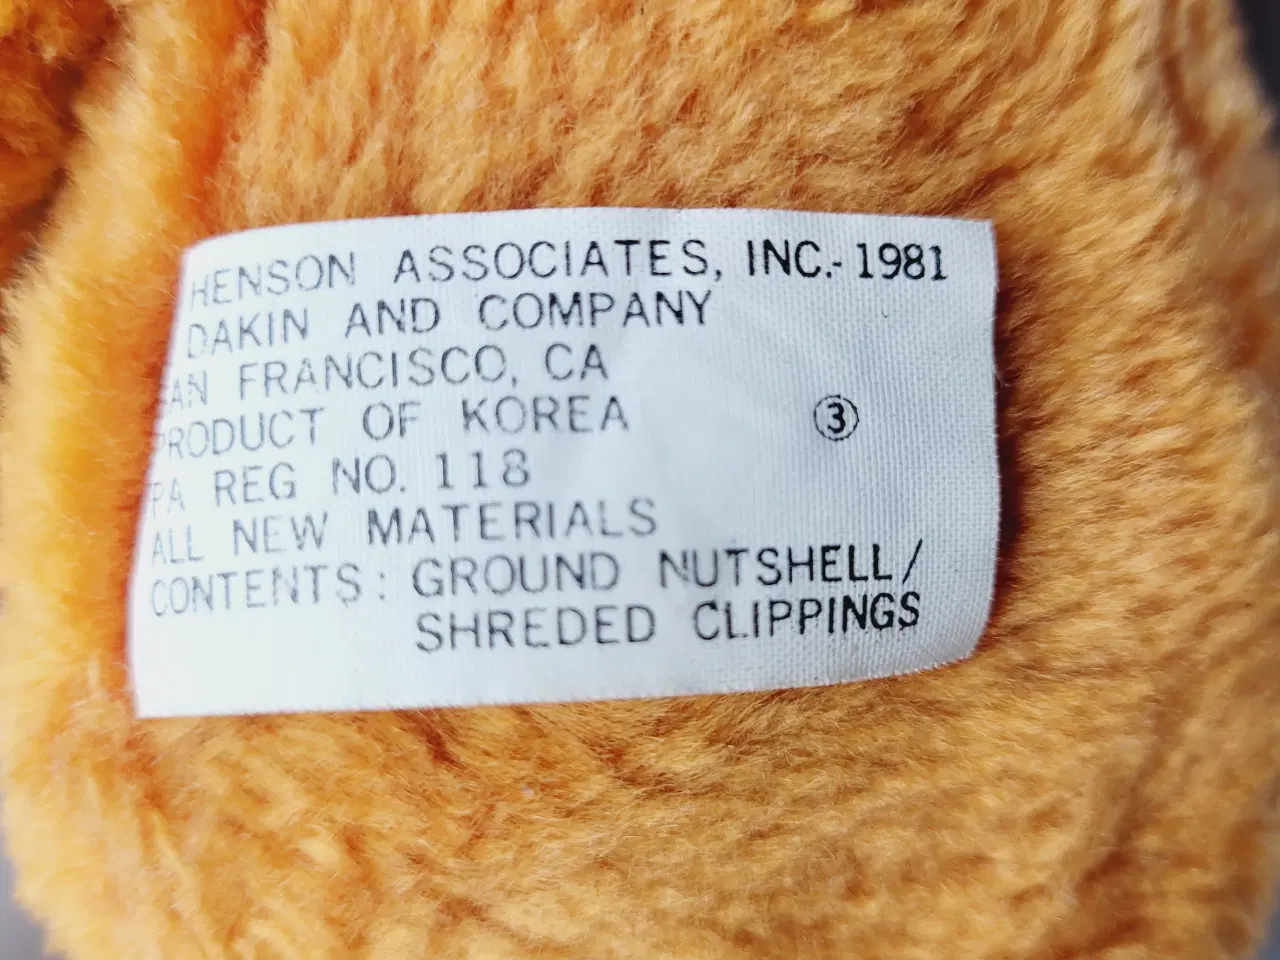 HENSON ASSOCIATES, INC.- 1981
DAKIN AND COMPANY
SAN FRANCISCO, CA
PRODUCT OF KOREA ③
PA REG NO. 118
ALL NEW MATERIALS
CONTENTS: GROUND NUTSHELL/
SHREDED CLIPPINGS